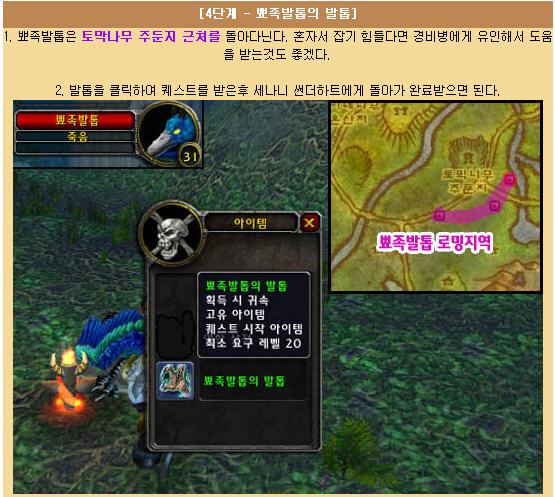 [4단계 - 뾰족발톱의 발톱]
1. 뾰족발톱은 토막나무 주둔지 근처를 돌아다닌다. 혼자서 잡기 힘들다면 경비병에게 유인해서 도움
을 받는것도 좋겠다.
2. 발톱을 클릭하여 퀘스트를 받은후 세나니 썬더하트에게 돌아가 완료받으면 된다.
뾰족발톱
죽음
31
아이템
뾰족발톱의 발톱
획득 시 귀속
고유 아이템
퀘스트 시작 아이템
최소 요구 레벨 20
뾰족발톱의 발톱
토막나무
주둔지
뾰족발톱 로밍지역